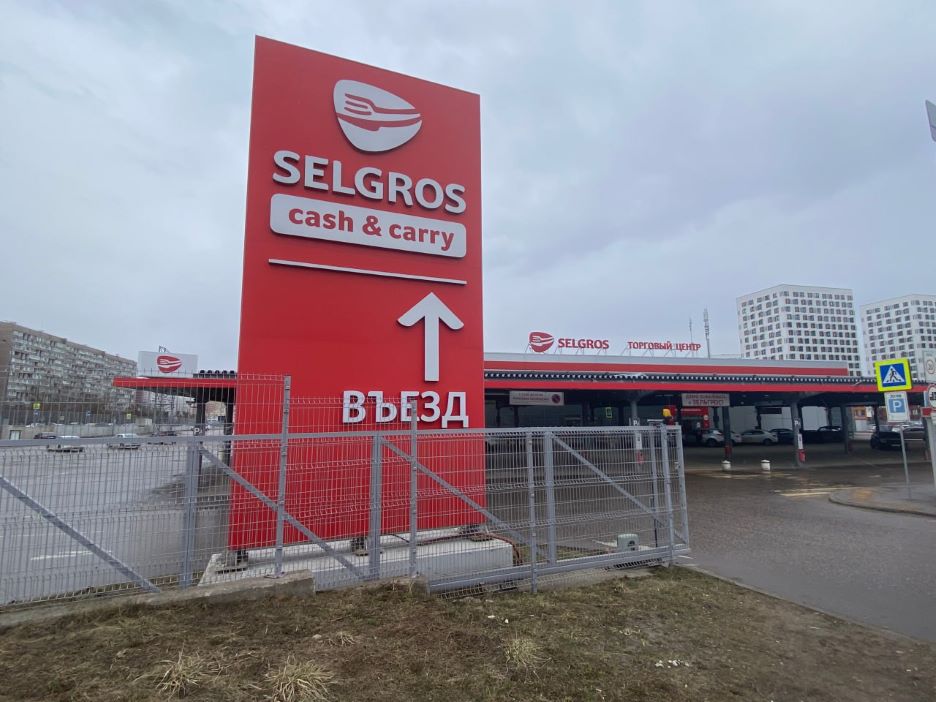 SELGROS
cash & carry
ВЪЕЗД
SELGROS
ТОРГОВЫЙ ЦЕНТР
P